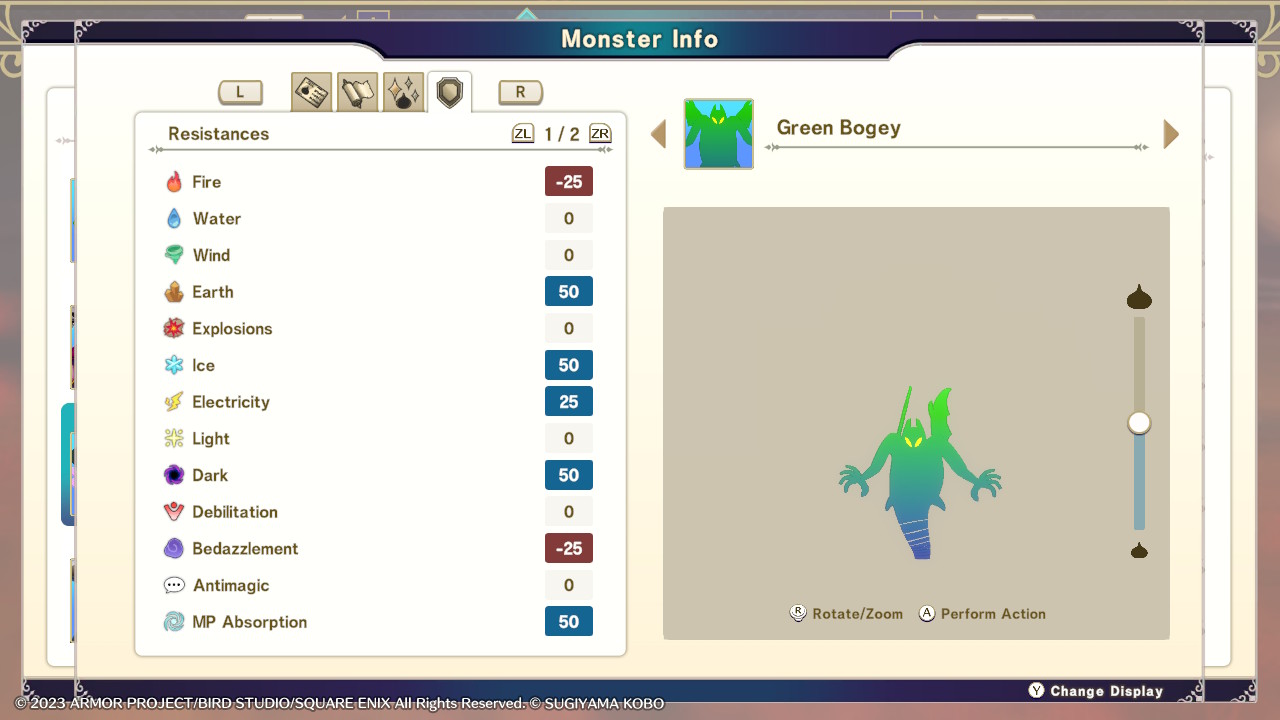 Monster Info
L
R
Resistances
ZL 1 / 2 ZR
Fire -25
Water 0
Wind 0
Earth 50
Explosions 0
Ice 50
Electricity 25
Light 0
Dark 50
Debilitation 0
Bedazzlement -25
Antimagic 0
MP Absorption 50
Green Bogey
R Rotate/Zoom A Perform Action
Y Change Display
© 2023 ARMOR PROJECT/BIRD STUDIO/SQUARE ENIX All Rights Reserved. © SUGIYAMA KOBO